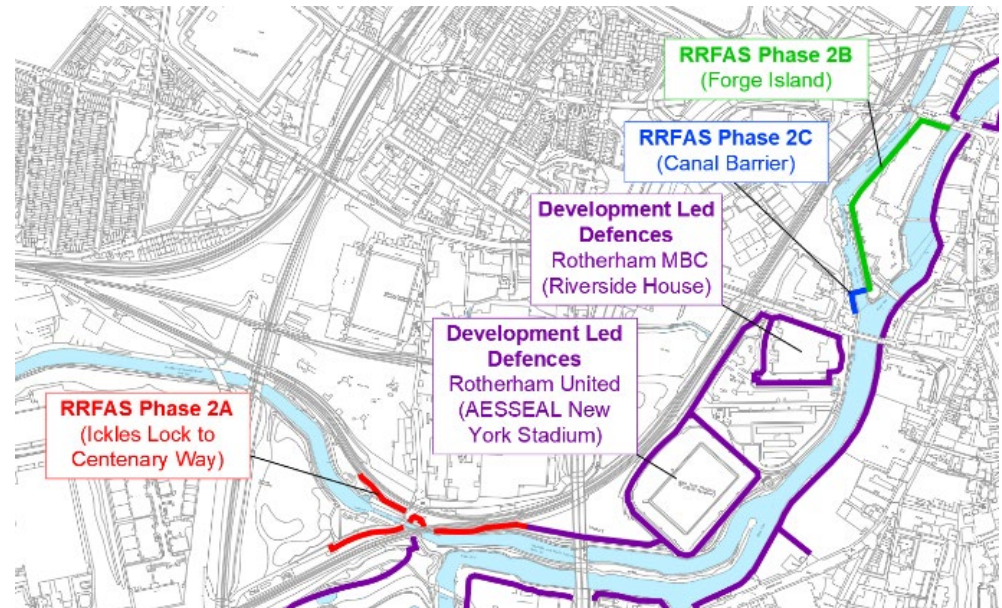 RRFAS Phase 2B
(Forge Island)
RRFAS Phase 2C
(Canal Barrier)
Development Led
Defences
Rotherham MBC
(Riverside House)
Development Led
Defences
Rotherham United
(AESSEAL New
York Stadium)
RRFAS Phase 2A
(Ickles Lock to
Centenary Way)